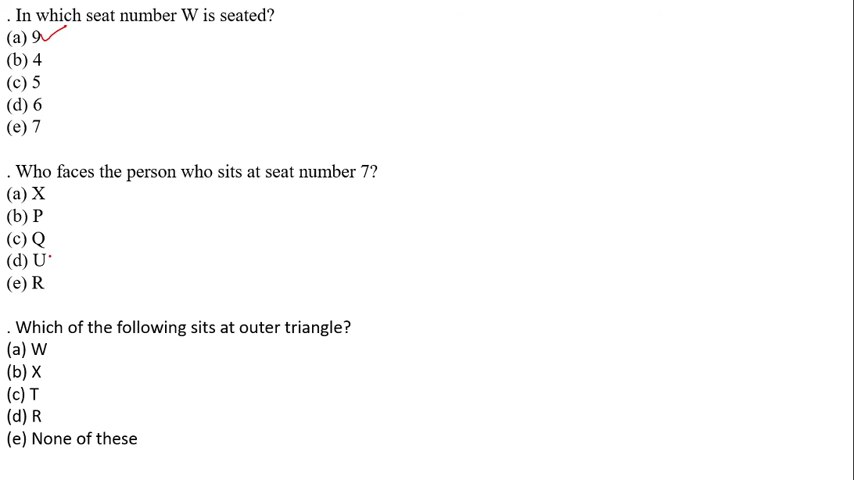 . In which seat number W is seated?
(a) 9
(b) 4
(c) 5
(d) 6
(e) 7
. Who faces the person who sits at seat number 7?
(a) X
(b) P
(c) Q
(d) U
(e) R
. Which of the following sits at outer triangle?
(a) W
(b) X
(c) T
(d) R
(e) None of these